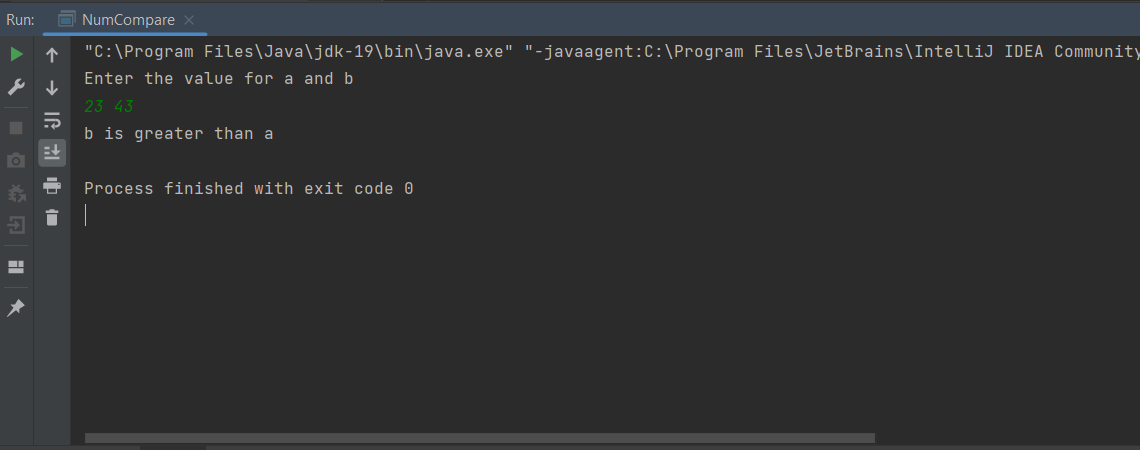 Run: NumCompare
"C:\Program Files\Java\jdk-19\bin\java.exe" "-javaagent:C:\Program Files\JetBrains\IntelliJ IDEA Community
Enter the value for a and b
23 43
b is greater than a
Process finished with exit code 0